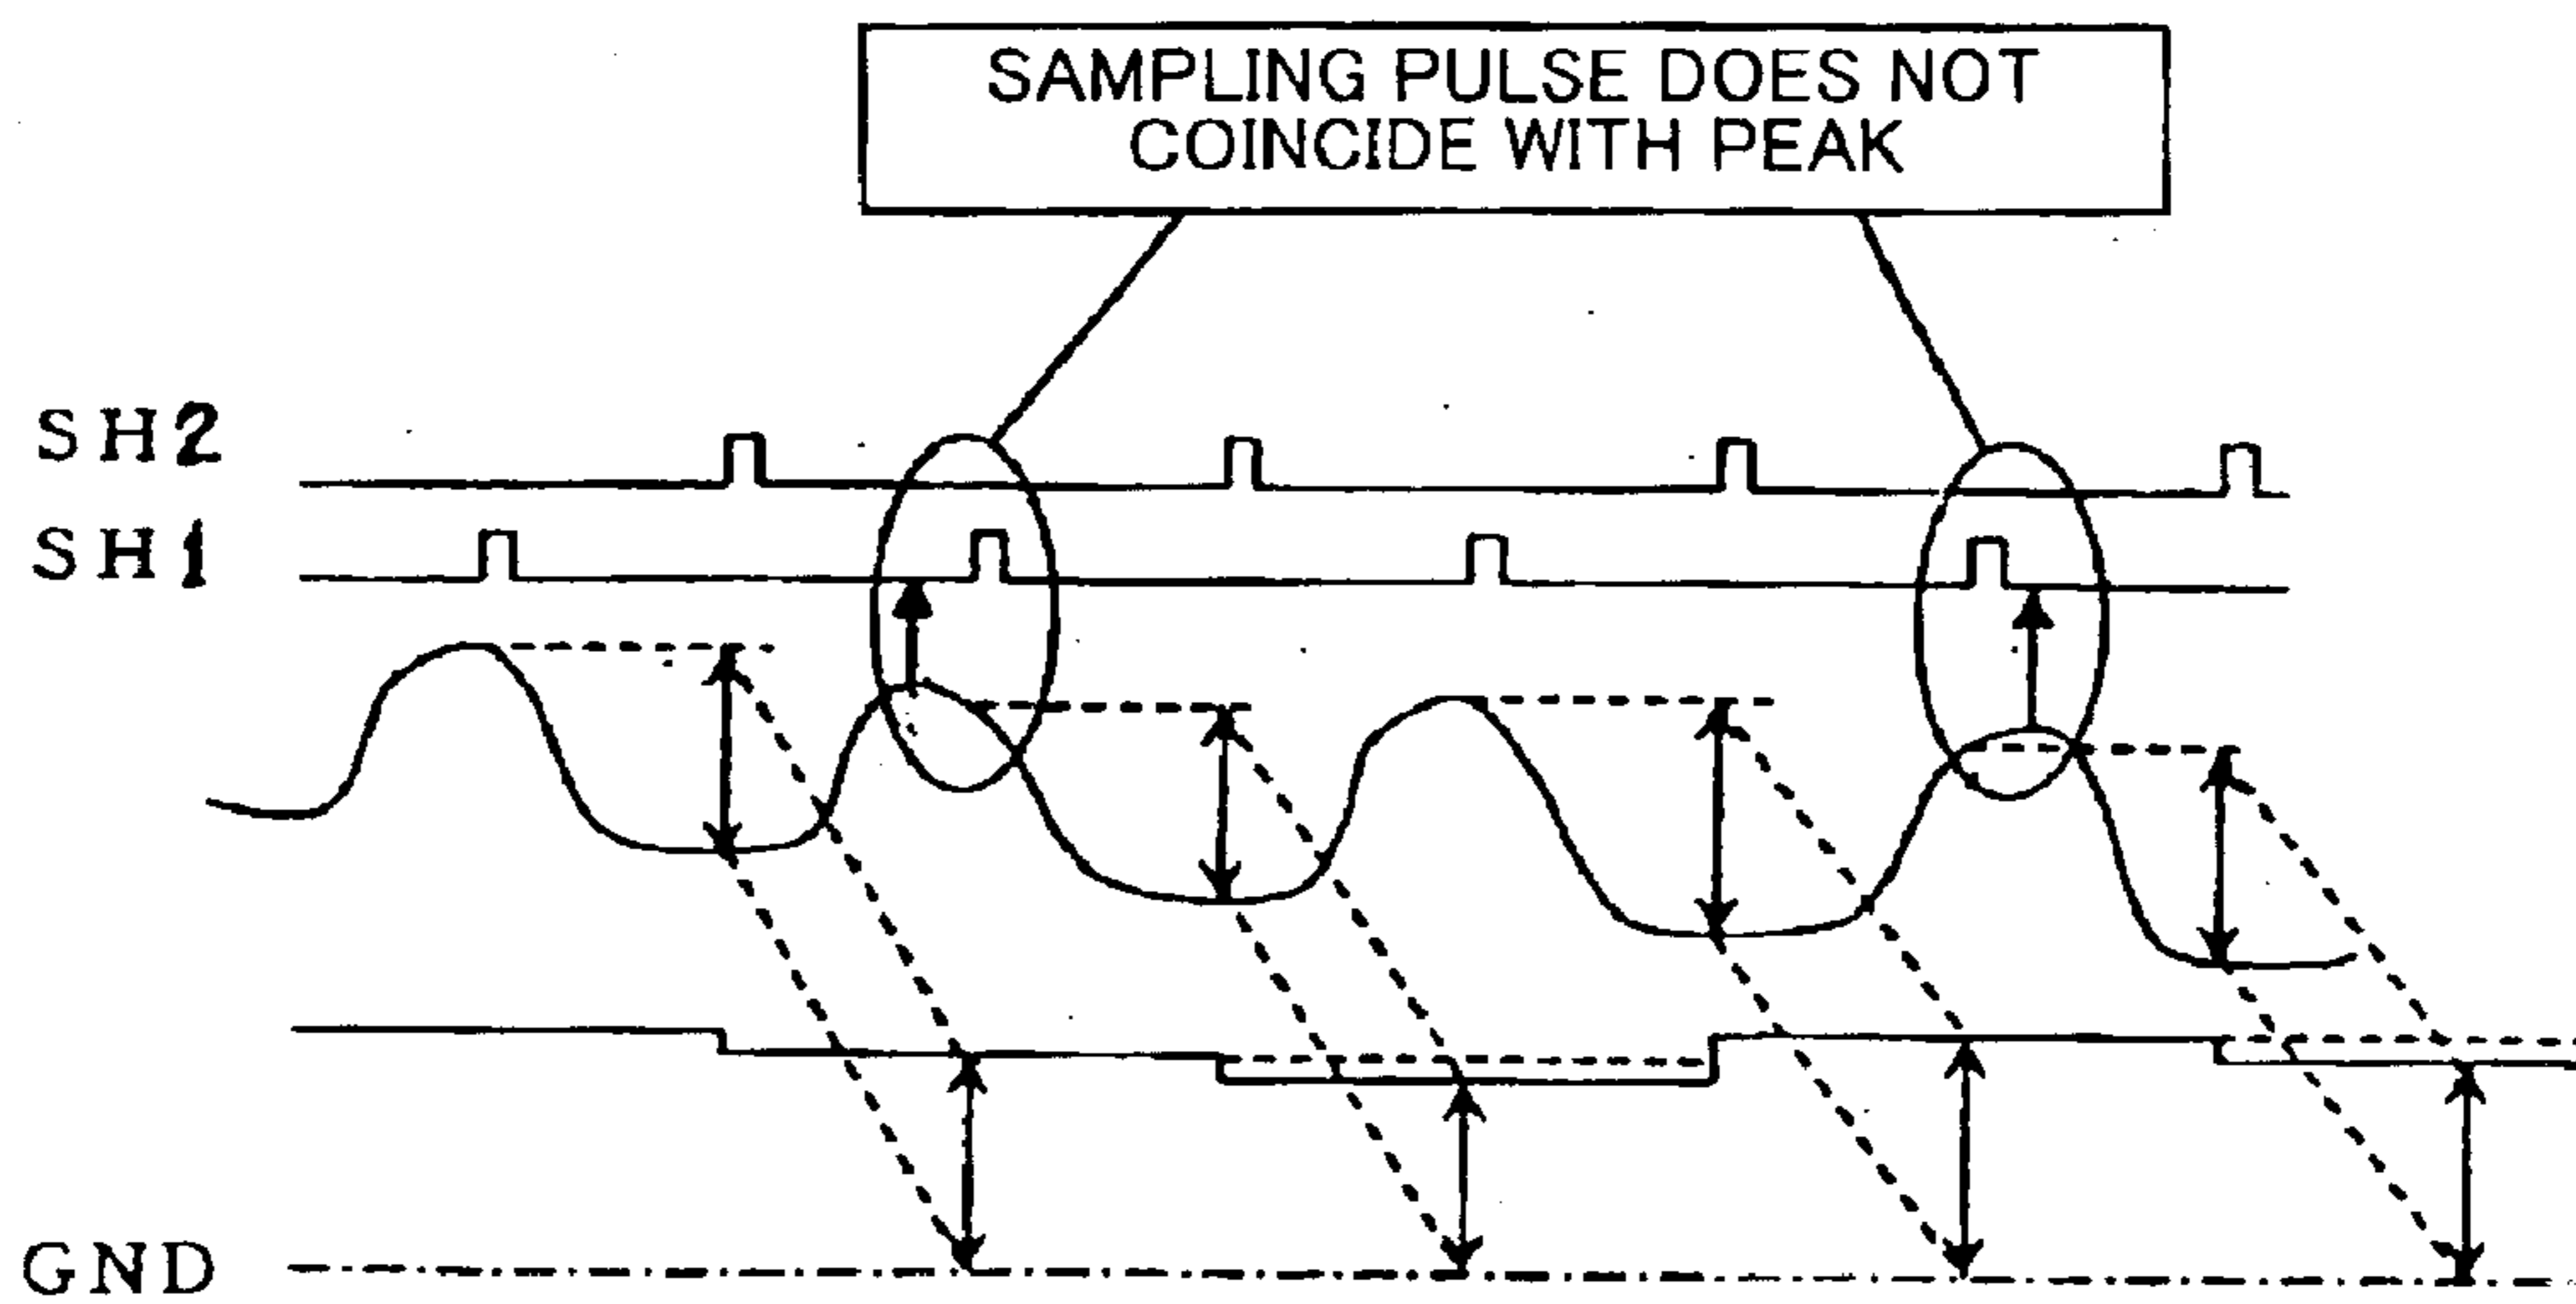 SAMPLING PULSE DOES NOT
COINCIDE WITH PEAK
SH2
SH1
GND